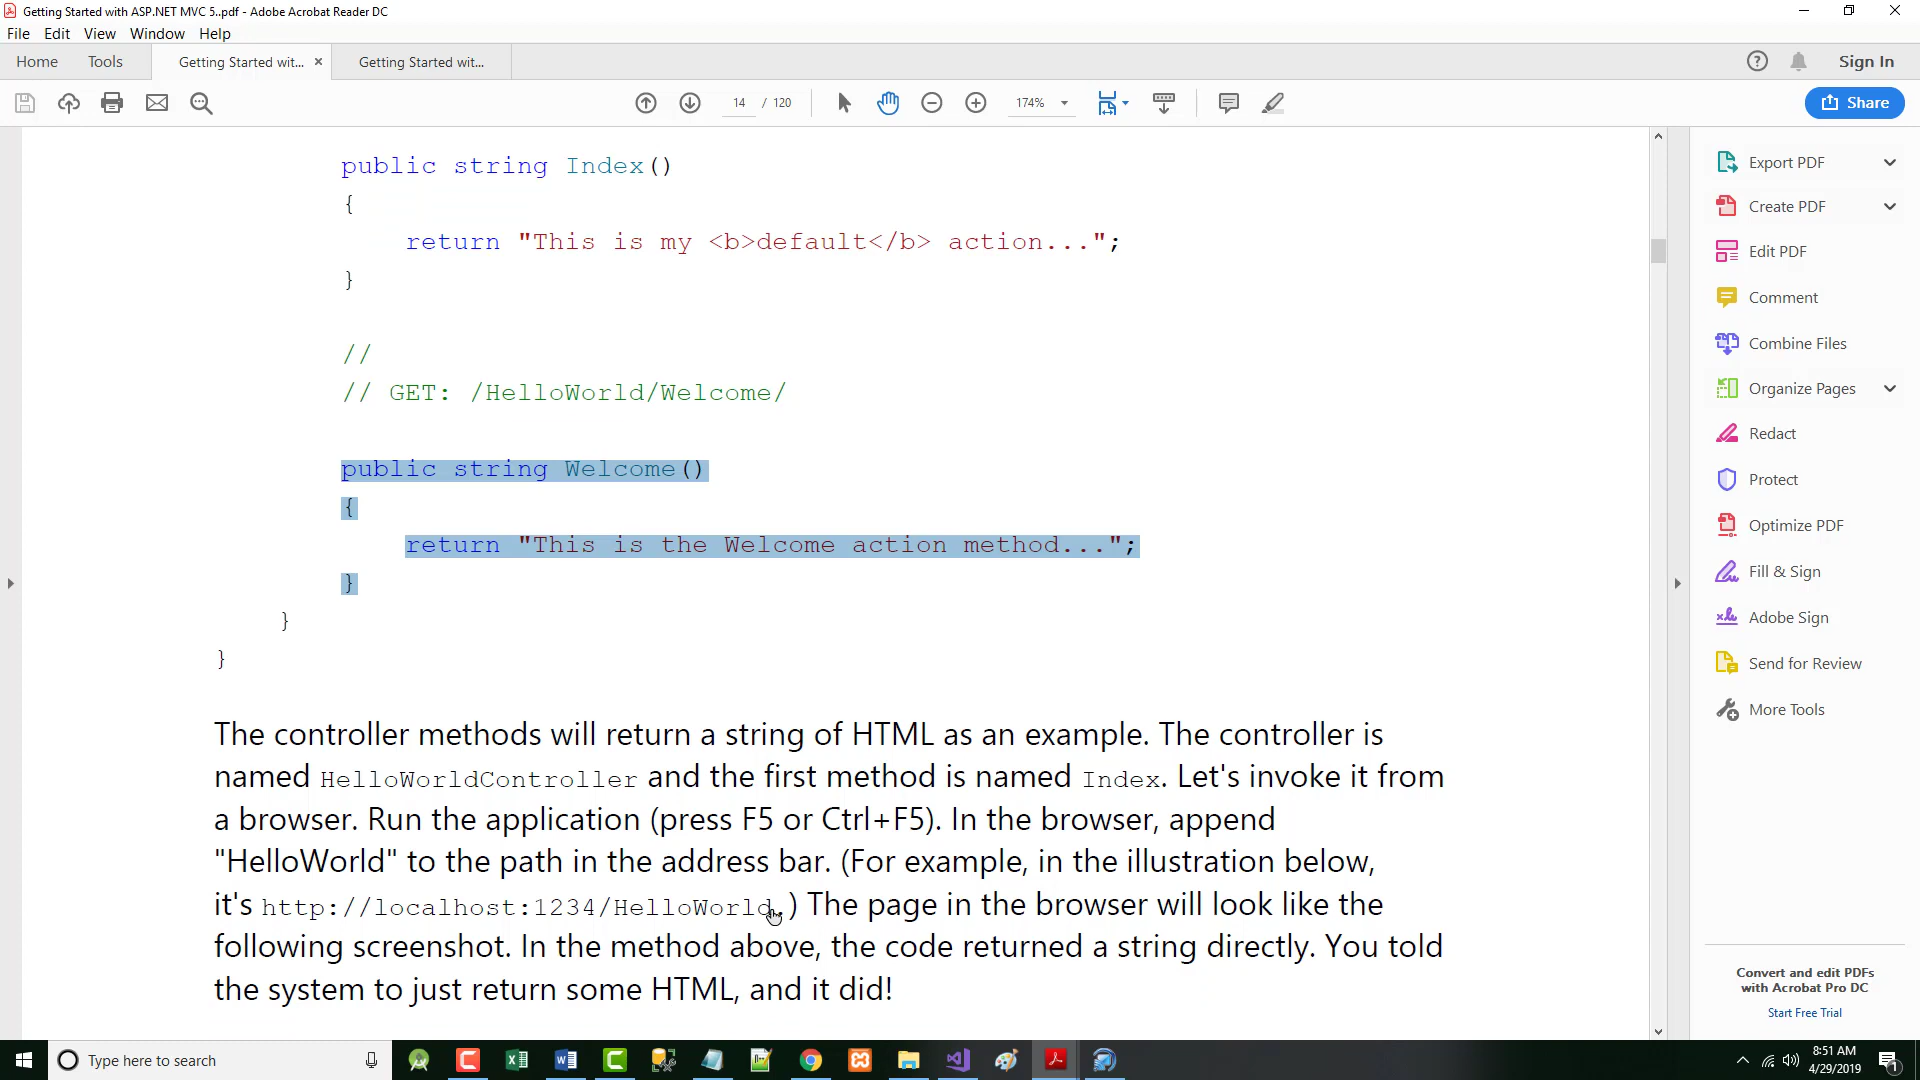 Getting Started with ASP.NET MVC 5..pdf - Adobe Acrobat Reader DC
File Edit View Window Help
Home Tools Getting Started wit... × Getting Started wit... Sign In
14 / 120 174% Share
public string Index()
{
return "This is my <b>default</b> action...";
}
//
// GET: /HelloWorld/Welcome/
public string Welcome()
{
return "This is the Welcome action method...";
}
}
}
The controller methods will return a string of HTML as an example. The controller is
named HelloWorldController and the first method is named Index. Let's invoke it from
a browser. Run the application (press F5 or Ctrl+F5). In the browser, append
"HelloWorld" to the path in the address bar. (For example, in the illustration below,
it's http://localhost:1234/HelloWorld.) The page in the browser will look like the
following screenshot. In the method above, the code returned a string directly. You told
the system to just return some HTML, and it did!
Export PDF
Create PDF
Edit PDF
Comment
Combine Files
Organize Pages
Redact
Protect
Optimize PDF
Fill & Sign
Adobe Sign
Send for Review
More Tools
Convert and edit PDFs
with Acrobat Pro DC
Start Free Trial
Type here to search
8:51 AM
4/29/2019
1